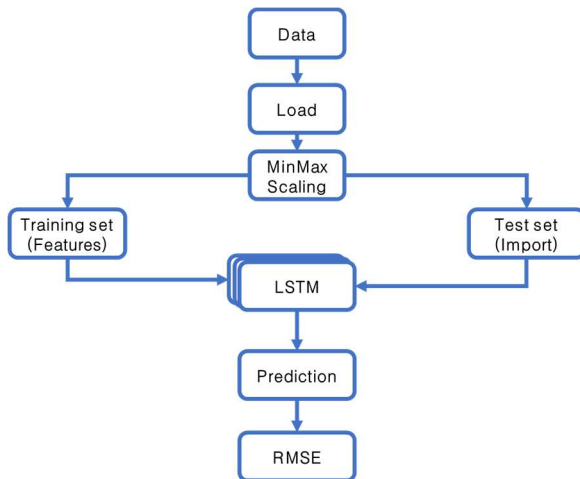 Data
Load
MinMax
Scaling
Training set
(Features)
Test set
(Import)
LSTM
Prediction
RMSE